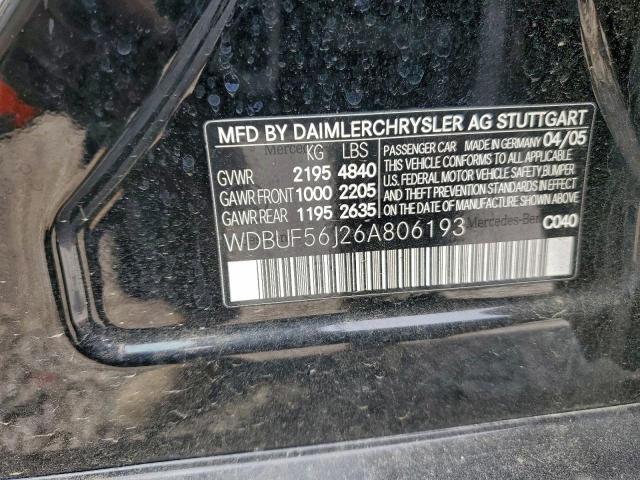 MFD BY DAIMLERCHRYSLER AG STUTTGART
KG LBS
GVWR 2195 4840
GAWR FRONT 1000 2205
GAWR REAR 1195 2635
PASSENGER CAR MADE IN GERMANY 04/05
THIS VEHICLE CONFORMS TO ALL APPLICABLE
U.S. FEDERAL MOTOR VEHICLE SAFETY,BUMPER
AND THEFT PREVENTION STANDARDS IN EFFECT
ON THE DATE OF MANUFACTURE SHOWN ABOVE
WDBUF56J26A806193
Mercedes-Ben
C040